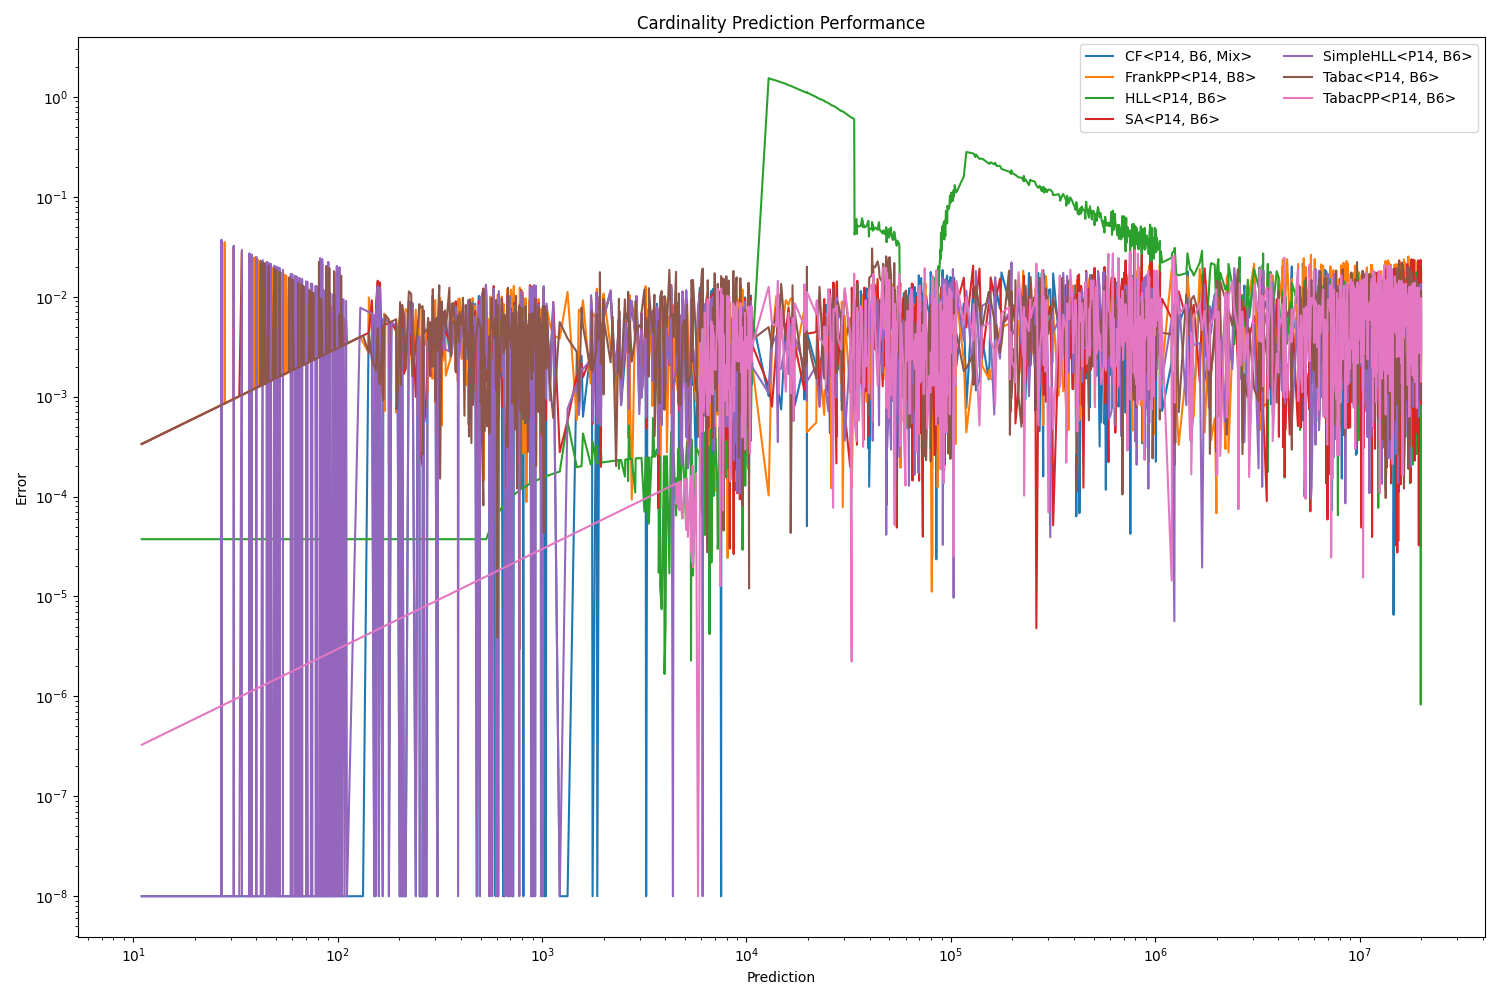 Cardinality Prediction Performance
CF<P14, B6, Mix>
FrankPP<P14, B8>
HLL<P14, B6>
SA<P14, B6>
SimpleHLL<P14, B6>
Tabac<P14, B6>
TabacPP<P14, B6>
Error
10⁰
10⁻¹
10⁻²
10⁻³
10⁻⁴
10⁻⁵
10⁻⁶
10⁻⁷
10⁻⁸
10¹ 10² 10³ 10⁴ 10⁵ 10⁶ 10⁷
Prediction